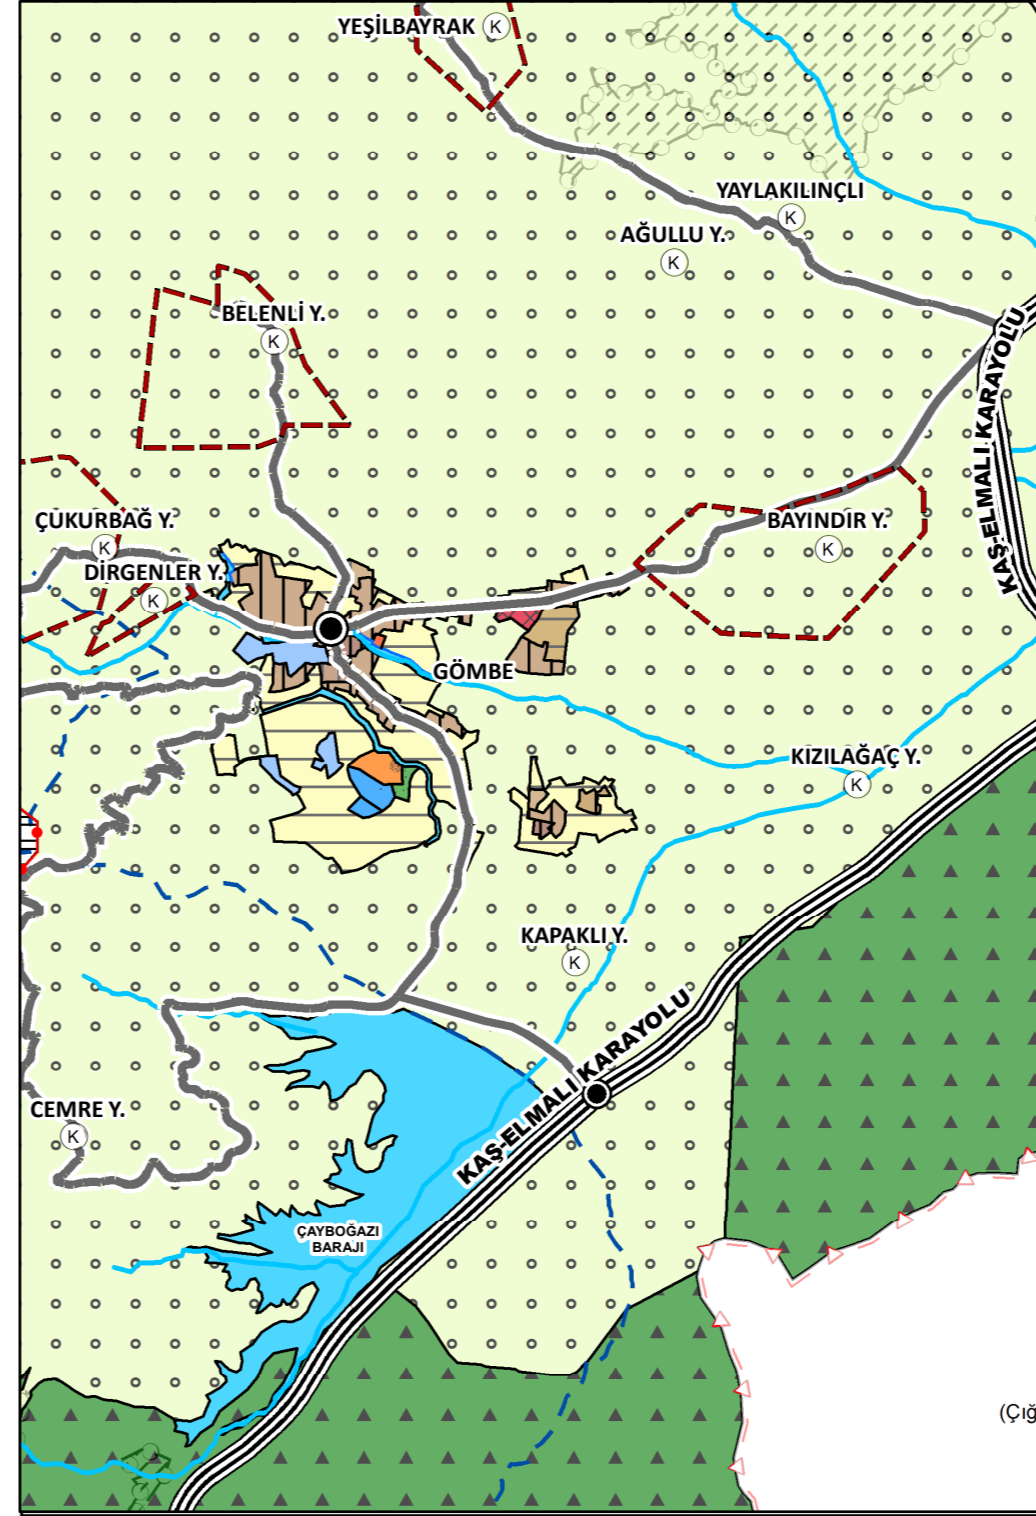 YEŞİLBAYRAK K
YAYLAKILINÇLI
K
AĞULLU Y.
K
BELENLİ Y.
K
KAŞ-ELMALI KARAYOLU
ÇUKURBAĞ Y.
K
BAYINDIR Y.
K
DİRGENLER Y.
K
GÖMBE
KIZILAĞAÇ Y.
K
KAPAKLI Y.
K
KAŞ-ELMALI KARAYOLU
CEMRE Y.
K
ÇAYBOĞAZI
BARAJI
(Çığ